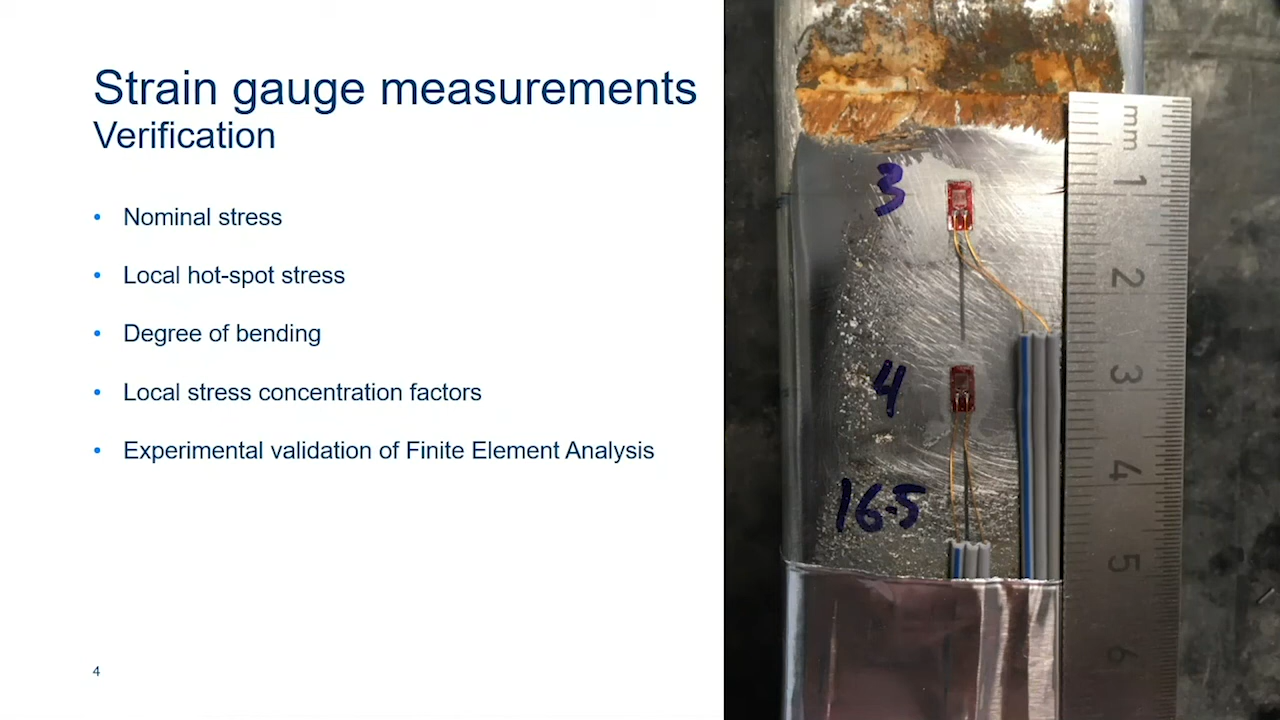 Strain gauge measurements
Verification
• Nominal stress
• Local hot-spot stress
• Degree of bending
• Local stress concentration factors
• Experimental validation of Finite Element Analysis
4
3
4
16.5
mm
1
2
3
4
5
6